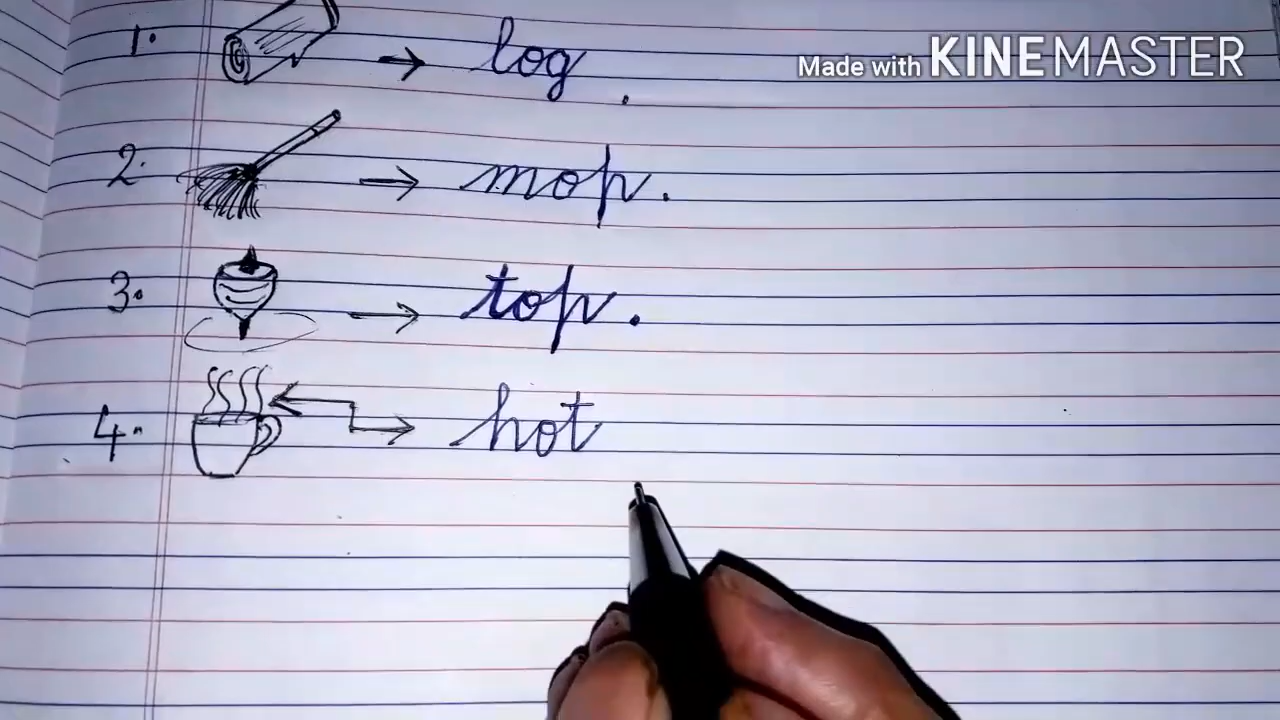 Made with KINEMASTER
1. → log.
2. → mop.
3. → top.
4. → hot